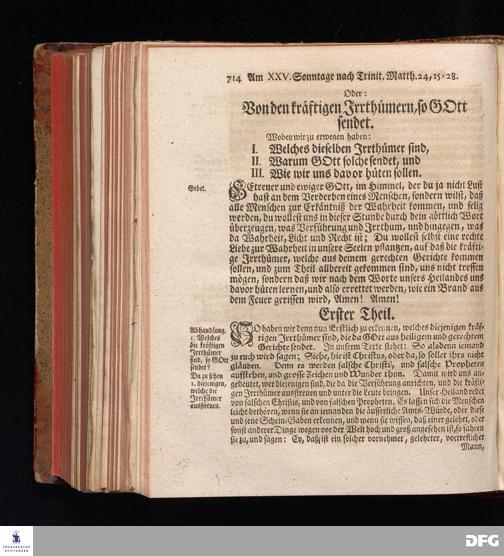 714 Am XXV. Sonntage nach Trinit. Matth. 24, 15-28.
Oder:
Von den kräftigen Irrthümern, so GOtt
sendet.
Wobey wir zu erwegen haben:
I. Welches dieselben Irrthümer sind,
II. Warum GOtt solche sendet, und
III. Wie wir uns davor hüten sollen.
Gebet.
GEtreuer und ewiger GOtt, im Himmel, der du ja nicht Lust
hast an dem Verderben eines Menschen, sondern wilst, daß
alle Menschen zur Erkäntniß der Wahrheit kommen, und selig
werden, du wollest uns in dieser Stunde durch dein göttlich Wort
überzeugen, was Verführung und Irrthum, und hingegen, was
da Wahrheit, Licht und Recht ist; Du wollest selbst eine rechte
Liebe zur Wahrheit in unsere Seelen pflantzen, auf daß die kräfti-
ge Irrthümer, welche aus deinem gerechten Gerichte kommen
sollen, und zum Theil allbereit gekommen sind, uns nicht treffen
mögen, sondern daß wir nach dem Worte unsers Heilandes uns
davor hüten lernen, und also errettet werden, wie ein Brand aus
dem Feuer gerissen wird, Amen! Amen!
Erster Theil.
Abhandlung.
1. Welches
die kräftigen
Irrthümer
sind, so GOtt
sendet?
Da zu sehen
1. diejenigen,
welche die
Irrthümer
ausstreuen.
SO haben wir denn nun Erstlich zu erkennen, welches diejenigen kräf-
tigen Irrthümer sind, die da GOtt aus heiligem und gerechtem
Gerichte sendet. In unserm Texte stehet: So alsdenn iemand
zu euch wird sagen; Siehe, hie ist Christus, oder da, so sollet ihrs nicht
gläuben. Denn es werden falsche Christi, und falsche Propheten
aufstehen, und grosse Zeichen und Wunder thun. Damit wird uns an-
gedeutet, wer diejenigen sind, die da die Verführung anrichten, und die kräfti-
gen Irrthümer ausstreuen und unter die Leute bringen. Unser Heiland redet
von falschen Christis, und von falschen Propheten. Es lassen sich die Menschen
leicht bethören, wenn sie an iemanden die äusserliche Amts-Würde, oder diese
und jene Schein-Gaben erkennen, und wenn sie wissen, daß einer gelehrt, oder
sonst anderer Dinge wegen vor der Welt hoch und groß angesehen ist, so fahren
sie zu, und sagen: Ey, das ist ein solcher vornehmer, gelehrter, vortreflicher
Mann,
FRANCKESCHE
STIFTUNGEN
DFG